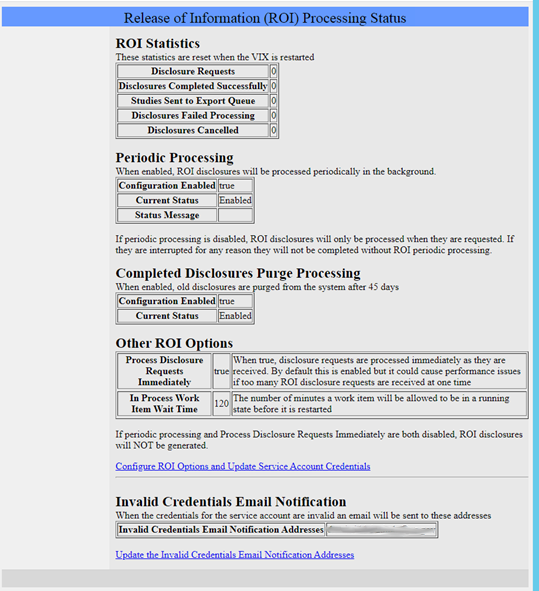 Release of Information (ROI) Processing Status
ROI Statistics
These statistics are reset when the VIX is restarted
Disclosure Requests 0
Disclosures Completed Successfully 0
Studies Sent to Export Queue 0
Disclosures Failed Processing 0
Disclosures Cancelled 0
Periodic Processing
When enabled, ROI disclosures will be processed periodically in the background.
Configuration Enabled true
Current Status Enabled
Status Message
If periodic processing is disabled, ROI disclosures will only be processed when they are requested. If
they are interrupted for any reason they will not be completed without ROI periodic processing.
Completed Disclosures Purge Processing
When enabled, old disclosures are purged from the system after 45 days
Configuration Enabled true
Current Status Enabled
Other ROI Options
Process Disclosure
Requests
Immediately
true
When true, disclosure requests are processed immediately as they are
received. By default this is enabled but it could cause performance issues
if too many ROI disclosure requests are received at one time
In Process Work
Item Wait Time
120
The number of minutes a work item will be allowed to be in a running
state before it is restarted
If periodic processing and Process Disclosure Requests Immediately are both disabled, ROI disclosures
will NOT be generated.
Configure ROI Options and Update Service Account Credentials
Invalid Credentials Email Notification
When the credentials for the service account are invalid an email will be sent to these addresses
Invalid Credentials Email Notification Addresses
Update the Invalid Credentials Email Notification Addresses